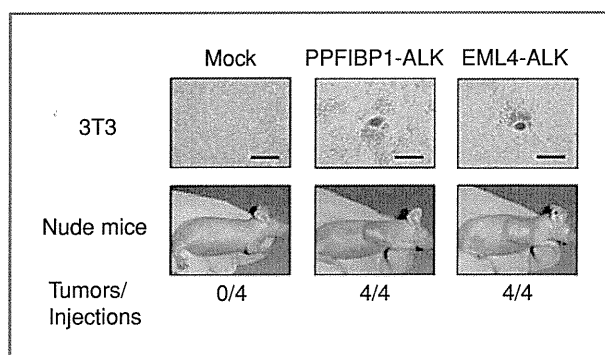 Mock PPFIBP1-ALK EML4-ALK
3T3
Nude mice
Tumors/ 0/4 4/4 4/4
Injections